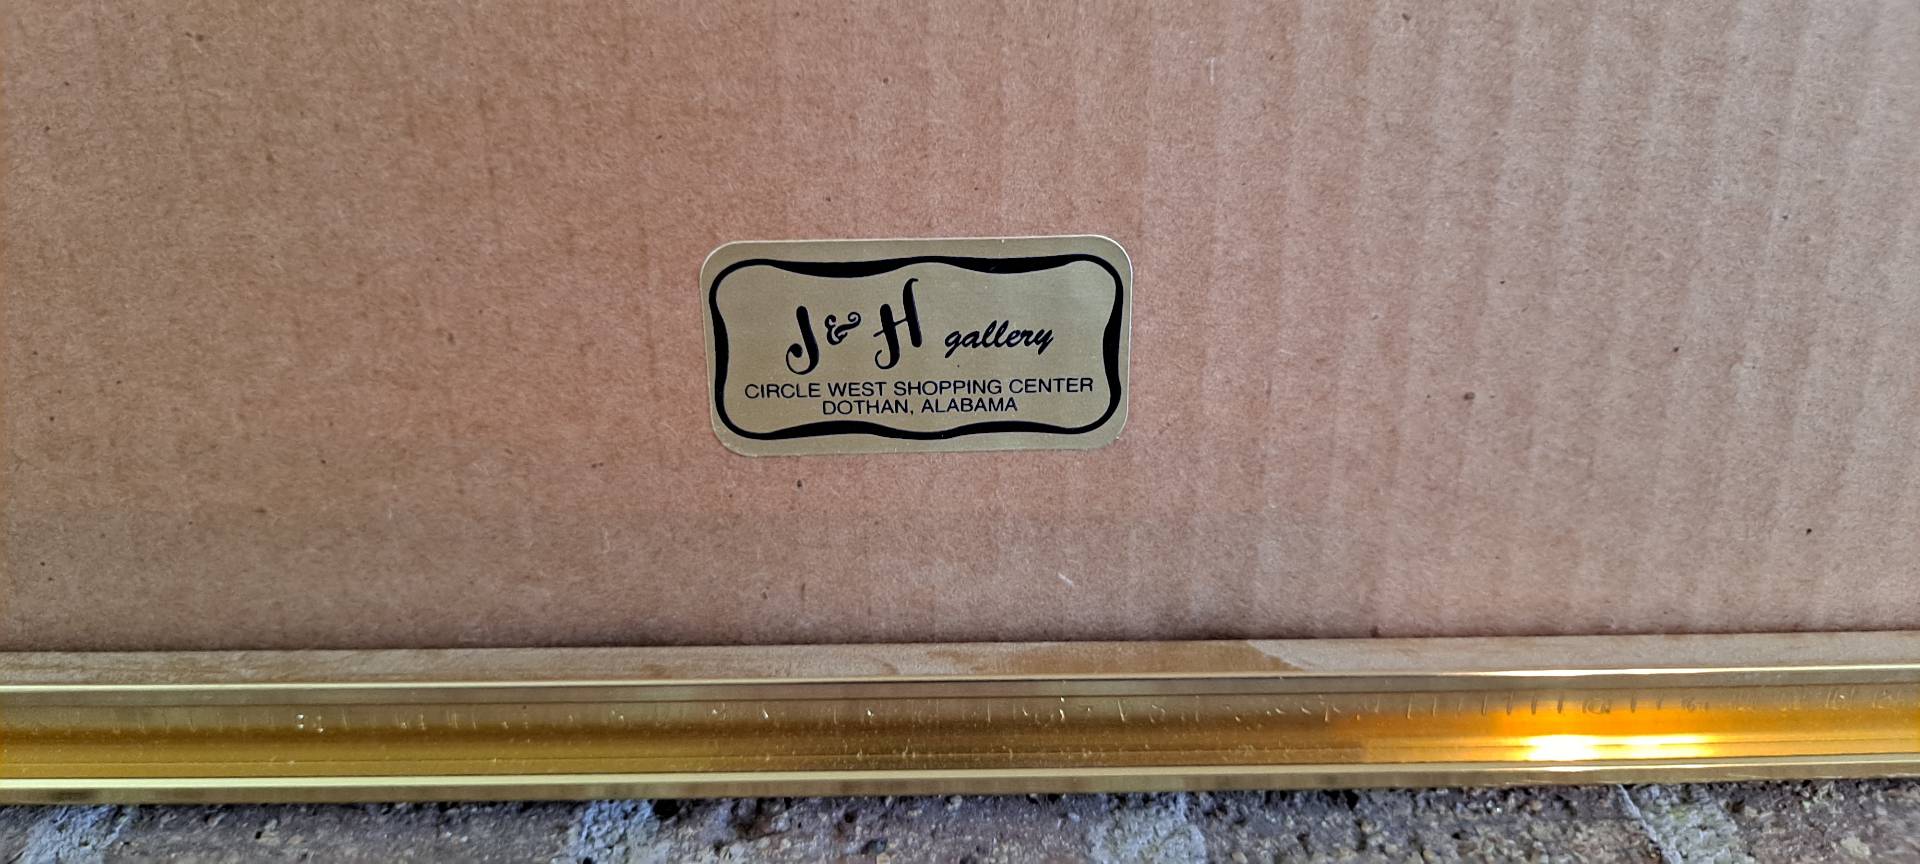 J & H gallery
CIRCLE WEST SHOPPING CENTER
DOTHAN, ALABAMA